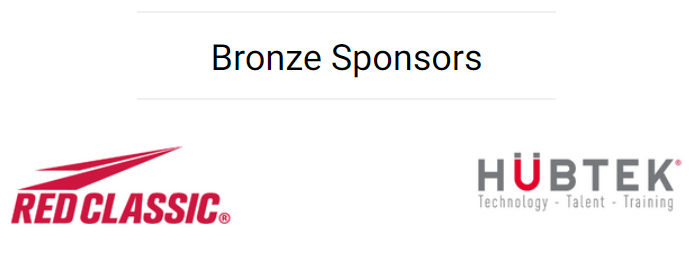 Bronze Sponsors
RED CLASSIC®
HÜBTEK®
Technology - Talent - Training